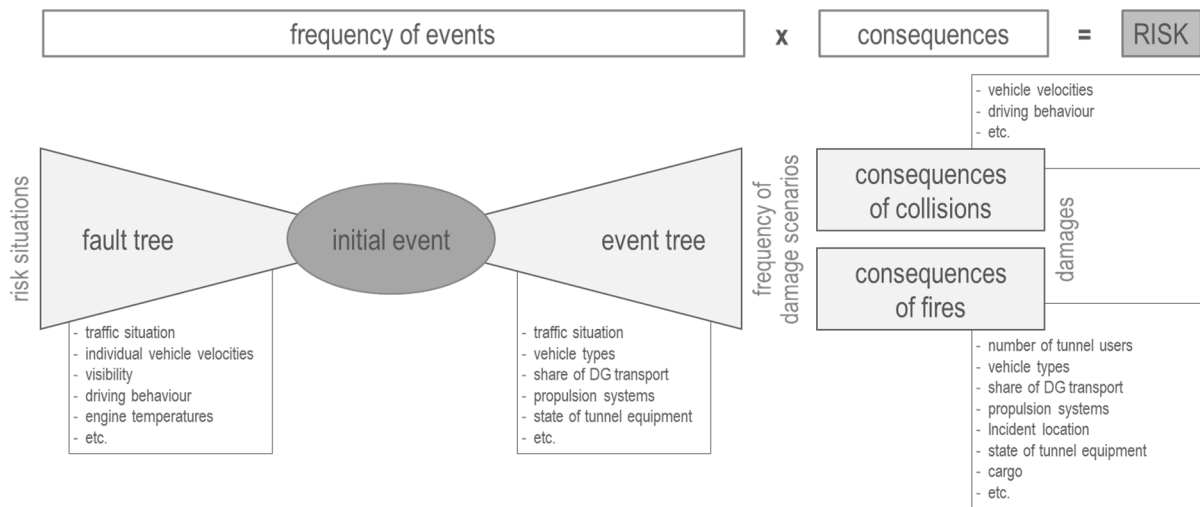 frequency of events x consequences = RISK
- vehicle velocities
- driving behaviour
- etc.
risk situations
fault tree
initial event
event tree
frequency of
damage scenarios
consequences
of collisions
consequences
of fires
damages
- traffic situation
- individual vehicle velocities
- visibility
- driving behaviour
- engine temperatures
- etc.
- traffic situation
- vehicle types
- share of DG transport
- propulsion systems
- state of tunnel equipment
- etc.
- number of tunnel users
- vehicle types
- share of DG transport
- propulsion systems
- Incident location
- state of tunnel equipment
- cargo
- etc.